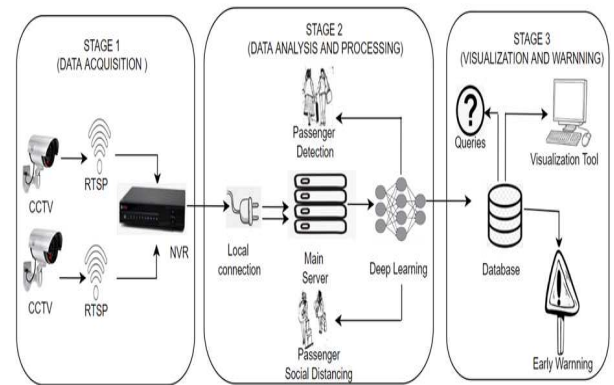 STAGE 1
(DATA ACQUISITION )
CCTV
RTSP
NVR
CCTV
RTSP
STAGE 2
(DATA ANALYSIS AND PROCESSING)
Passenger
Detection
Local
connection
Main
Server
Deep Learning
Passenger
Social Distancing
STAGE 3
(VISUALIZATION AND WARNNING)
?
Queries
Visualization Tool
Database
Early Warnning